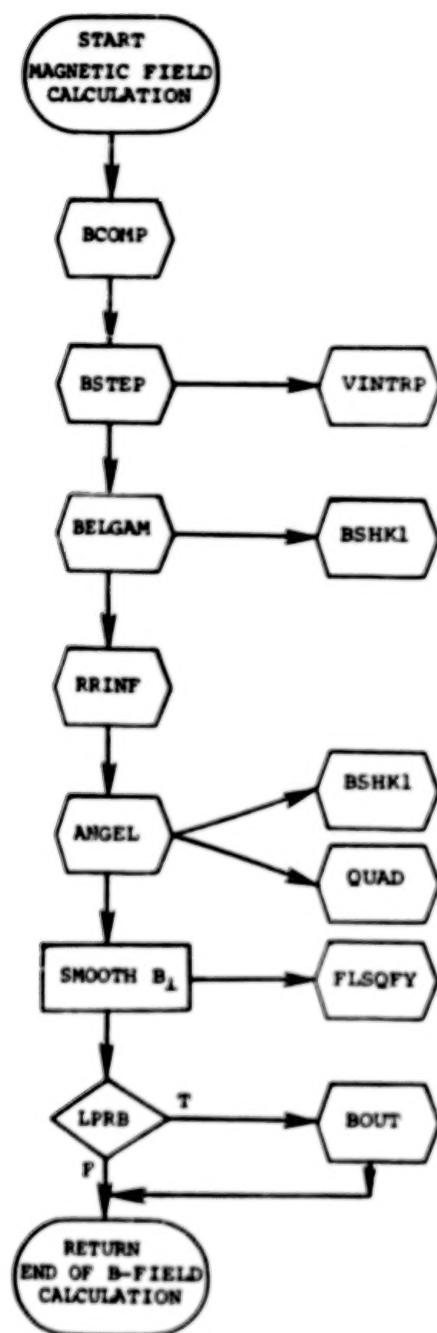 START
MAGNETIC FIELD
CALCULATION
BCOMP
BSTEP
VINTRP
BELGAM
BSHK1
RRINF
ANGEL
BSHK1
QUAD
SMOOTH B⊥
FLSQFY
LPRB
T
BOUT
F
RETURN
END OF B-FIELD
CALCULATION